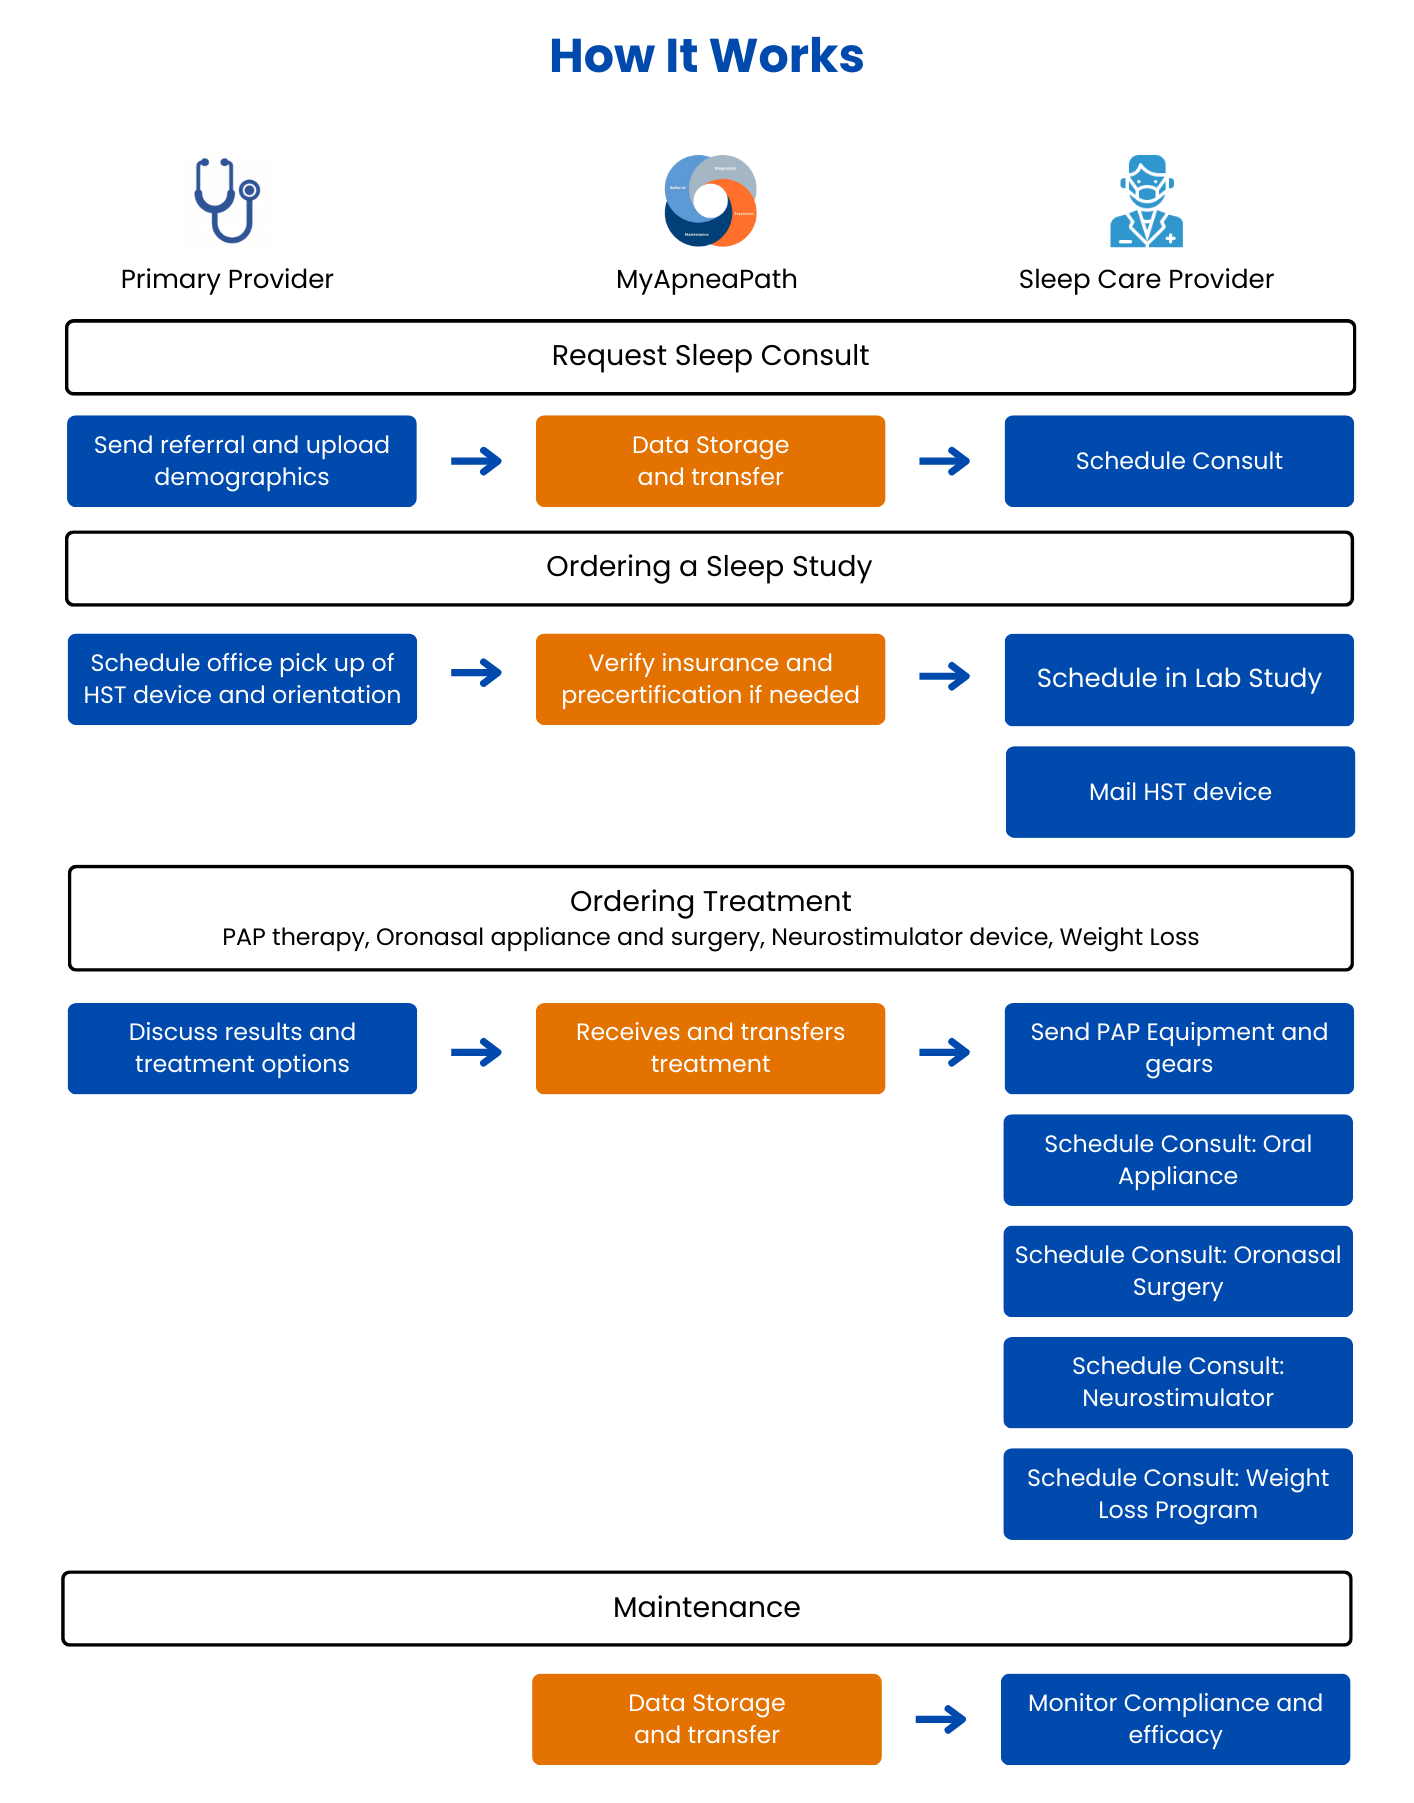 How It Works
Referral
Diagnosis
Treatment
Maintenance
Primary Provider
MyApneaPath
Sleep Care Provider
Request Sleep Consult
Send referral and upload
demographics
Data Storage
and transfer
Schedule Consult
Ordering a Sleep Study
Schedule office pick up of
HST device and orientation
Verify insurance and
precertification if needed
Schedule in Lab Study
Mail HST device
Ordering Treatment
PAP therapy, Oronasal appliance and surgery, Neurostimulator device, Weight Loss
Discuss results and
treatment options
Receives and transfers
treatment
Send PAP Equipment and
gears
Schedule Consult: Oral
Appliance
Schedule Consult: Oronasal
Surgery
Schedule Consult:
Neurostimulator
Schedule Consult: Weight
Loss Program
Maintenance
Data Storage
and transfer
Monitor Compliance and
efficacy